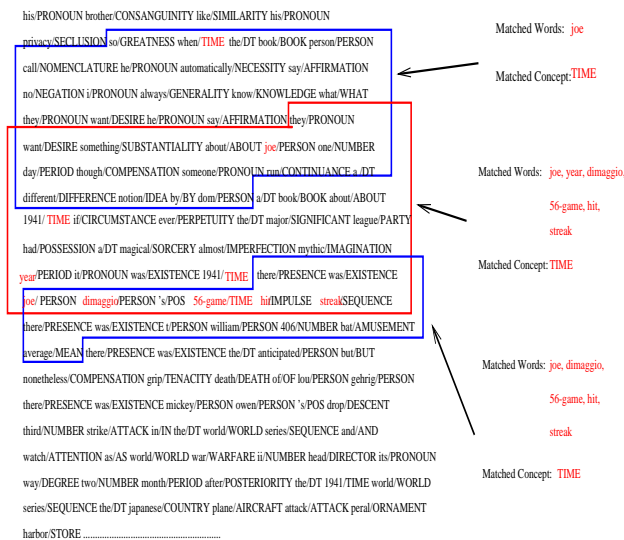 his/PRONOUN brother/CONSANGUINITY like/SIMILARITY his/PRONOUN
privacy/SECLUSION so/GREATNESS when/TIME the/DT book/BOOK person/PERSON
call/NOMENCLATURE he/PRONOUN automatically/NECESSITY say/AFFIRMATION
no/NEGATION i/PRONOUN always/GENERALITY know/KNOWLEDGE what/WHAT
they/PRONOUN want/DESIRE he/PRONOUN say/AFFIRMATION they/PRONOUN
want/DESIRE something/SUBSTANTIALITY about/ABOUT joe/PERSON one/NUMBER
day/PERIOD though/COMPENSATION someone/PRONOUN run/CONTINUANCE a /DT
different/DIFFERENCE notion/IDEA by/BY dom/PERSON a/DT book/BOOK about/ABOUT
1941/ TIME if/CIRCUMSTANCE ever/PERPETUITY the/DT major/SIGNIFICANT league/PARTY
had/POSSESSION a/DT magical/SORCERY almost/IMPERFECTION mythic/IMAGINATION
year/PERIOD it/PRONOUN was/EXISTENCE 1941/ TIME there/PRESENCE was/EXISTENCE
joe/ PERSON dimaggio/PERSON 's/POS 56-game/TIME hit/IMPULSE streak/SEQUENCE
there/PRESENCE was/EXISTENCE t/PERSON william/PERSON 406/NUMBER bat/AMUSEMENT
average/MEAN there/PRESENCE was/EXISTENCE the/DT anticipated/PERSON but/BUT
nonetheless/COMPENSATION grip/TENACITY death/DEATH of/OF lou/PERSON gehrig/PERSON
there/PRESENCE was/EXISTENCE mickey/PERSON owen/PERSON 's/POS drop/DESCENT
third/NUMBER strike/ATTACK in/IN the/DT world/WORLD series/SEQUENCE and/AND
watch/ATTENTION as/AS world/WORLD war/WARFARE ii/NUMBER head/DIRECTOR its/PRONOUN
way/DEGREE two/NUMBER month/PERIOD after/POSTERIORITY the/DT 1941/TIME world/WORLD
series/SEQUENCE the/DT japanese/COUNTRY plane/AIRCRAFT attack/ATTACK peral/ORNAMENT
harbor/STORE ......................................................
Matched Words: joe
Matched Concept: TIME
Matched Words: joe, year, dimaggio,
56-game, hit,
streak
Matched Concept: TIME
Matched Words: joe, dimaggio,
56-game, hit,
streak
Matched Concept: TIME